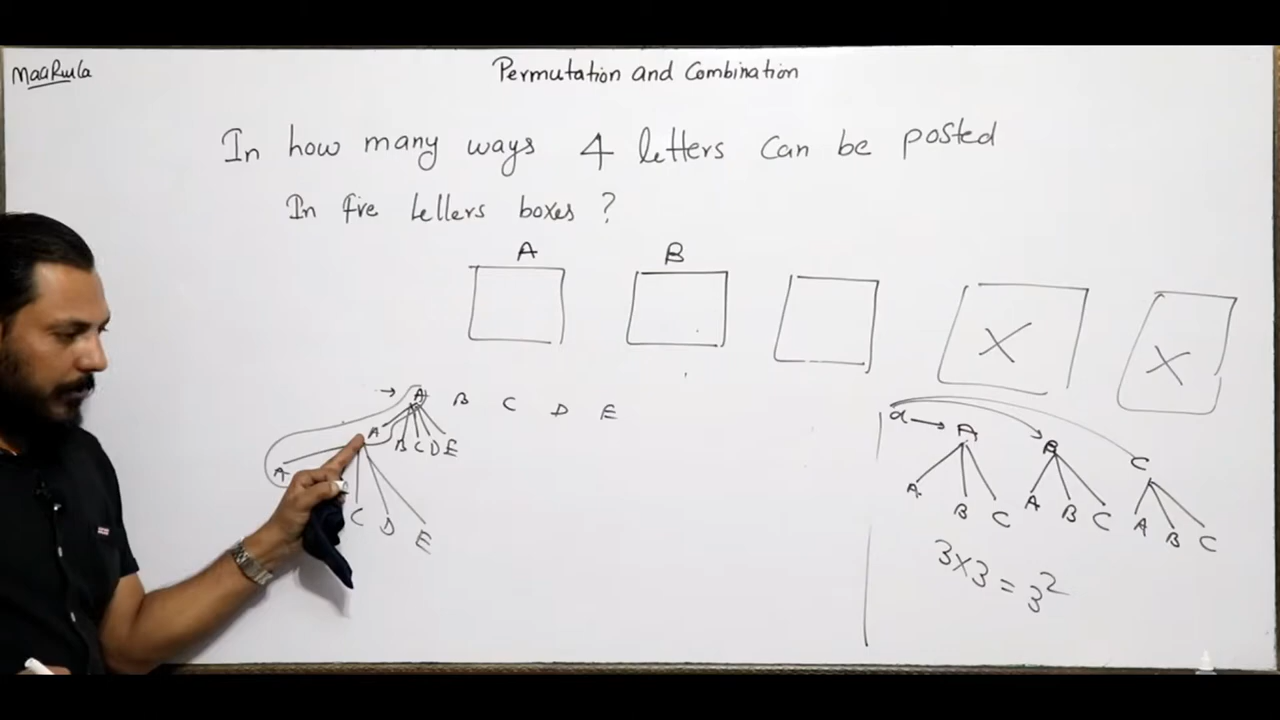 MaaRuula
Permutation and Combination
In how many ways 4 letters can be posted
In five letters boxes ?
A B
X X
A B C D E
A B C D E
A C D E
a → A B C
A B C A B C A B C
3×3 = 3²